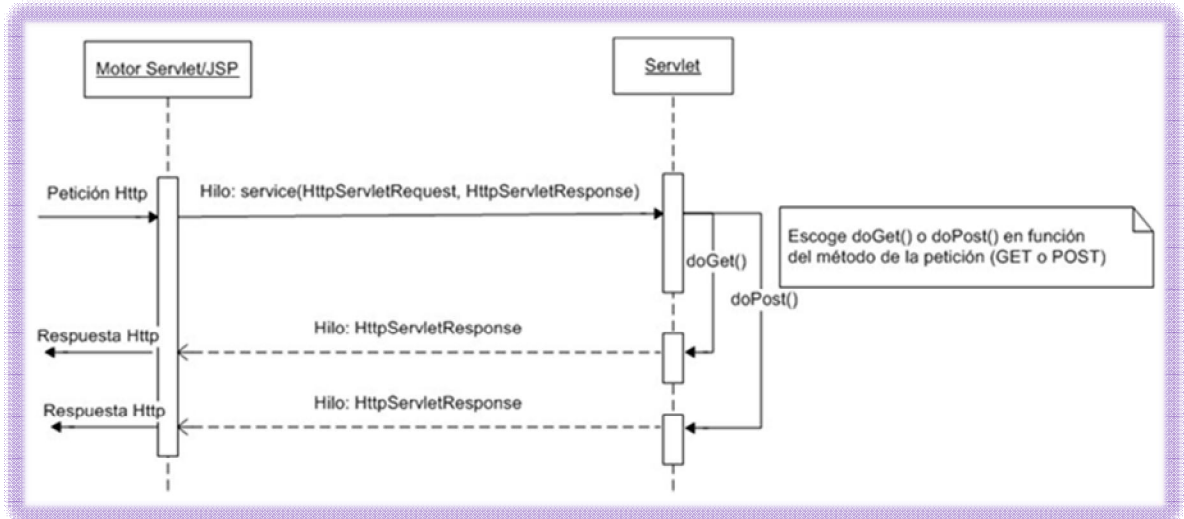 Motor Servlet/JSP
Servlet
Petición Http
Hilo: service(HttpServletRequest, HttpServletResponse)
Escoge doGet() o doPost() en función
del método de la petición (GET o POST)
doGet()
doPost()
Respuesta Http
Hilo: HttpServletResponse
Respuesta Http
Hilo: HttpServletResponse